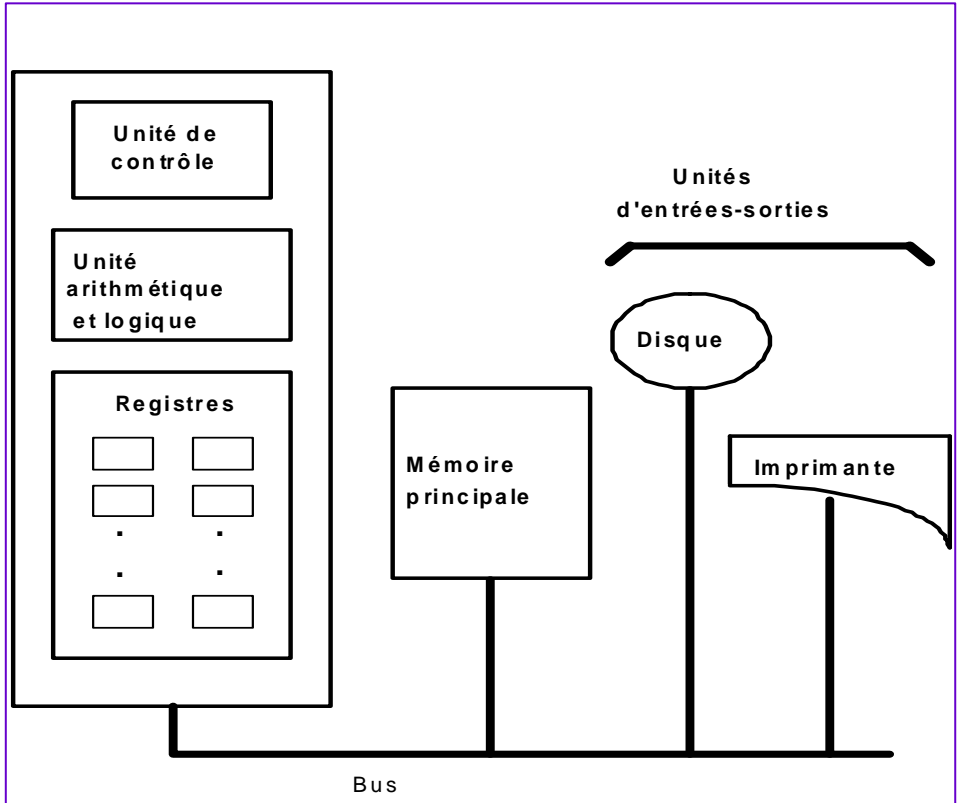 Unité de
contrôle
Unité
arithmétique
et logique
Registres
Unités
d'entrées-sorties
Disque
Mémoire
principale
Imprimante
Bus